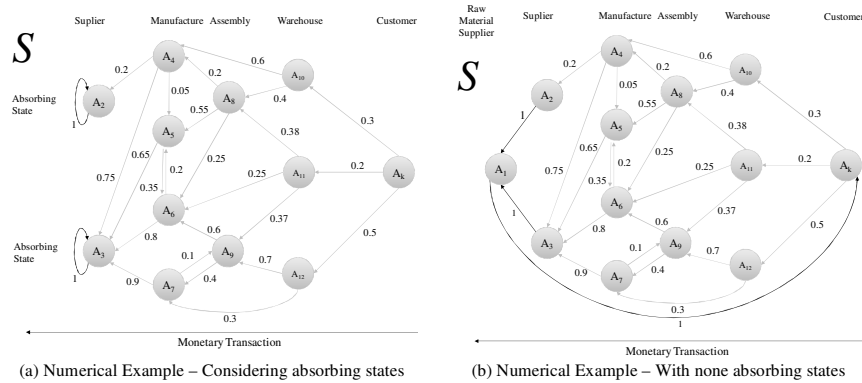 Suplier Manufacture Assembly Warehouse Customer
S
Absorbing State
Absorbing State
A2
A3
A4
A5
A6
A7
A8
A9
A10
A11
A12
Ak
0.2
0.05
0.2
0.55
0.6
0.4
0.3
0.38
0.65
0.75
0.35
0.2
0.25
0.25
0.2
0.37
0.8
0.6
0.5
0.1
0.7
0.9
0.4
0.3
1
1
Monetary Transaction
(a) Numerical Example – Considering absorbing states
Raw Material Supplier
Suplier Manufacture Assembly Warehouse Customer
S
A1
A2
A3
A4
A5
A6
A7
A8
A9
A10
A11
A12
Ak
0.2
0.05
0.2
0.55
0.6
0.4
0.3
0.38
0.65
0.75
0.35
0.2
0.25
0.25
0.2
0.37
0.8
0.6
0.5
0.1
0.7
0.9
0.4
0.3
1
1
1
Monetary Transaction
(b) Numerical Example – With none absorbing states